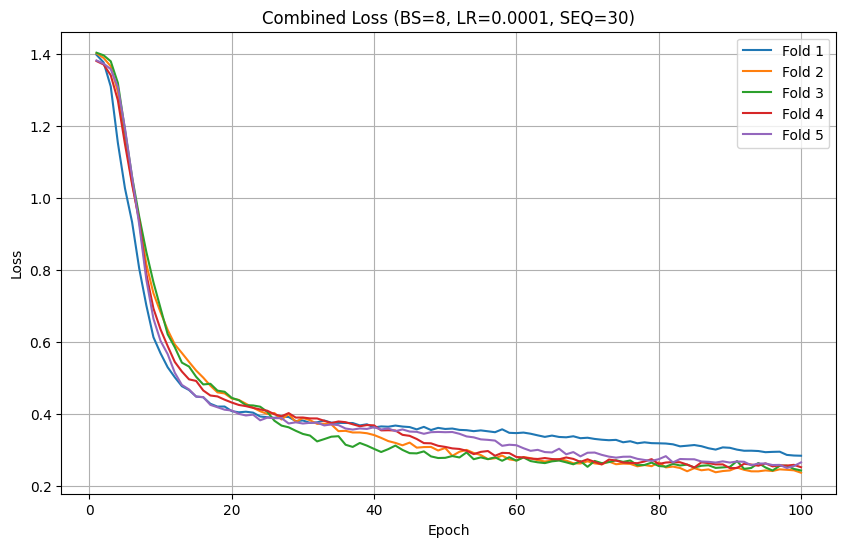 Combined Loss (BS=8, LR=0.0001, SEQ=30)
Fold 1
Fold 2
Fold 3
Fold 4
Fold 5
Loss
1.4
1.2
1.0
0.8
0.6
0.4
0.2
0 20 40 60 80 100
Epoch